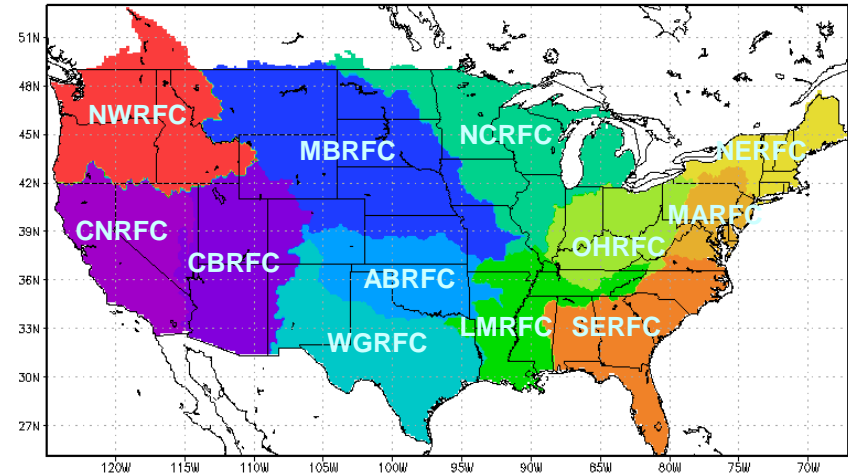 51N
48N
NWRFC
NCRFC
45N
MBRFC
NERFC
42N
MARFC
CNRFC
39N
OHRFC
CBRFC
ABRFC
36N
LMRFC
SERFC
33N
WGRFC
30N
27N
120W 115W 110W 105W 100W 95W 90W 85W 80W 75W 70W